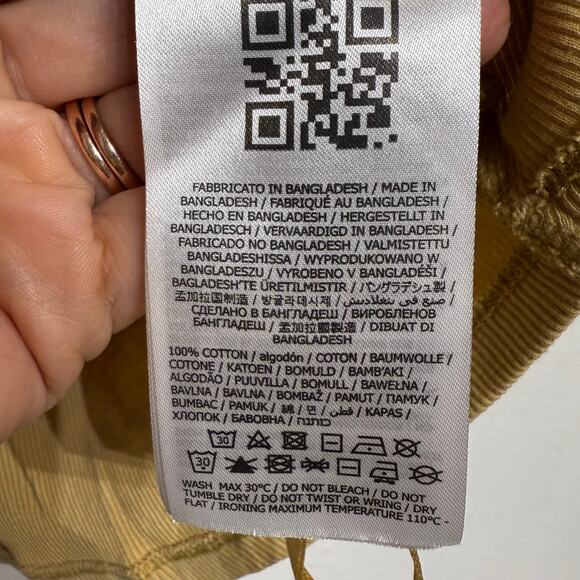 FABBRICATO IN BANGLADESH / MADE IN
BANGLADESH / FABRIQUÉ AU BANGLADESH /
HECHO EN BANGLADESH / HERGESTELLT IN
BANGLADESCH / VERVAARDIGD IN BANGLADESH /
FABRICADO NO BANGLADESH / VALMISTETTU
BANGLADESHISSA / WYPRODUKOWANO W
BANGLADESZU / VYROBENO V BANGLADÉŠI /
BAGLADESH'TE ÜRETILMISTIR / バングラデシュ製 /
孟加拉国制造 / 방글라데시제 / صنع في بنغلاديش /
СДЕЛАНО В БАНГЛАДЕШ / ВИРОБЛЕНОВ
БАНГЛАДЕШ / 孟加拉國製造 / DIBUAT DI
BANGLADESH
100% COTTON / algodón / COTON / BAUMWOLLE /
COTONE / KATOEN / BOMULD / BAMB'AKI /
ALGODÃO / PUUVILLA / BOMULL / BAWEŁNA /
BAVLNA / BAVLNA / BOMBAŽ / PAMUT / ПАМУК /
BUMBAC / PAMUK / 綿 / 면 / قطن / KAPAS /
ХЛОПОК / БАВОВНА / כותנה
30
30
WASH MAX 30°C / DO NOT BLEACH / DO NOT
TUMBLE DRY / DO NOT TWIST OR WRING / DRY
FLAT / IRONING MAXIMUM TEMPERATURE 110°C -